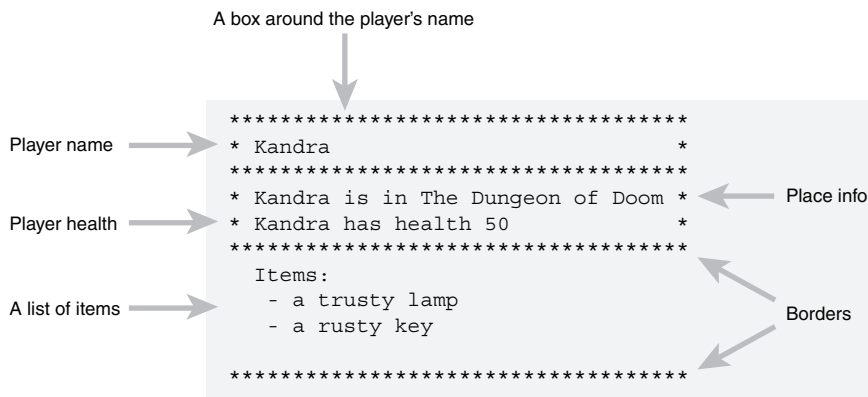 A box around the player's name
************************************
Player name
* Kandra                           *
************************************
* Kandra is in The Dungeon of Doom *
Place info
Player health
* Kandra has health 50             *
************************************
Items:
- a trusty lamp
A list of items
- a rusty key
Borders
************************************